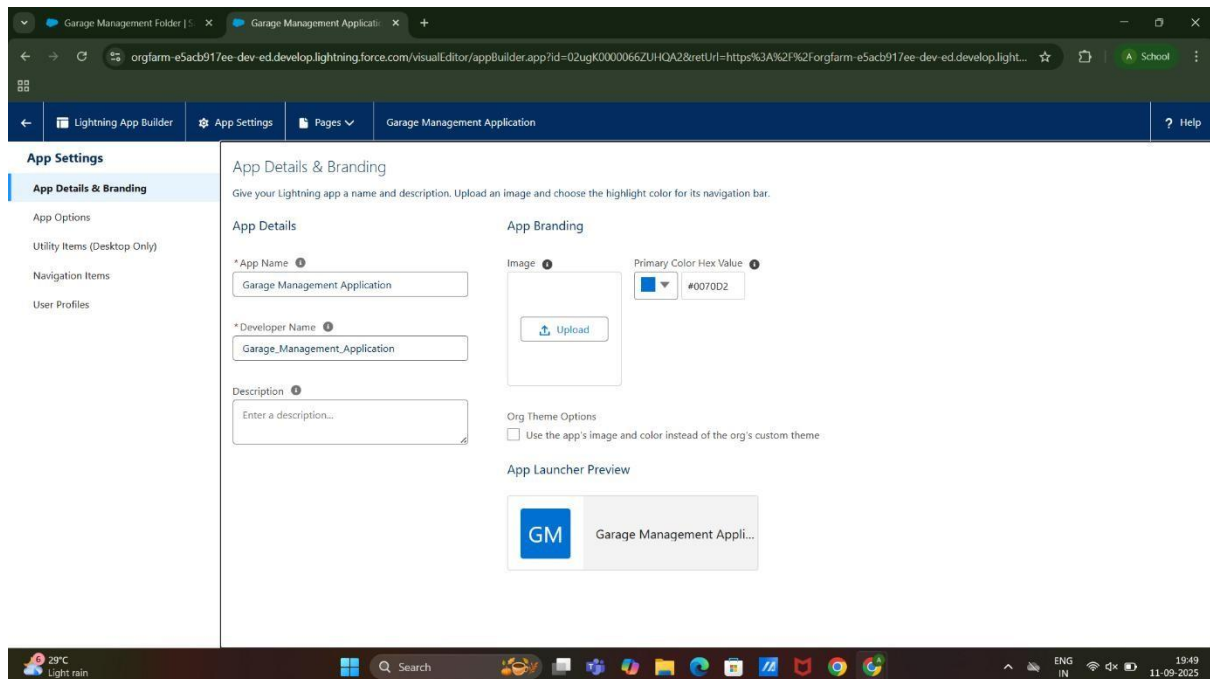 Garage Management Folder | S
Garage Management Applicatio
orgfarm-e5acb917ee-dev-ed.develop.lightning.force.com/visualEditor/appBuilder.app?id=02ugK0000066ZUHQA2&retUrl=https%3A%2F%2Forgfarm-e5acb917ee-dev-ed.develop.light...
A School
Lightning App Builder
App Settings
Pages
Garage Management Application
? Help
App Settings
App Details & Branding
App Options
Utility Items (Desktop Only)
Navigation Items
User Profiles
App Details & Branding
Give your Lightning app a name and description. Upload an image and choose the highlight color for its navigation bar.
App Details
*App Name
Garage Management Application
*Developer Name
Garage_Management_Application
Description
Enter a description...
App Branding
Image
Upload
Primary Color Hex Value
#0070D2
Org Theme Options
Use the app's image and color instead of the org's custom theme
App Launcher Preview
GM
Garage Management Appli...
6
29°C
Light rain
Search
ENG
IN
19:49
11-09-2025